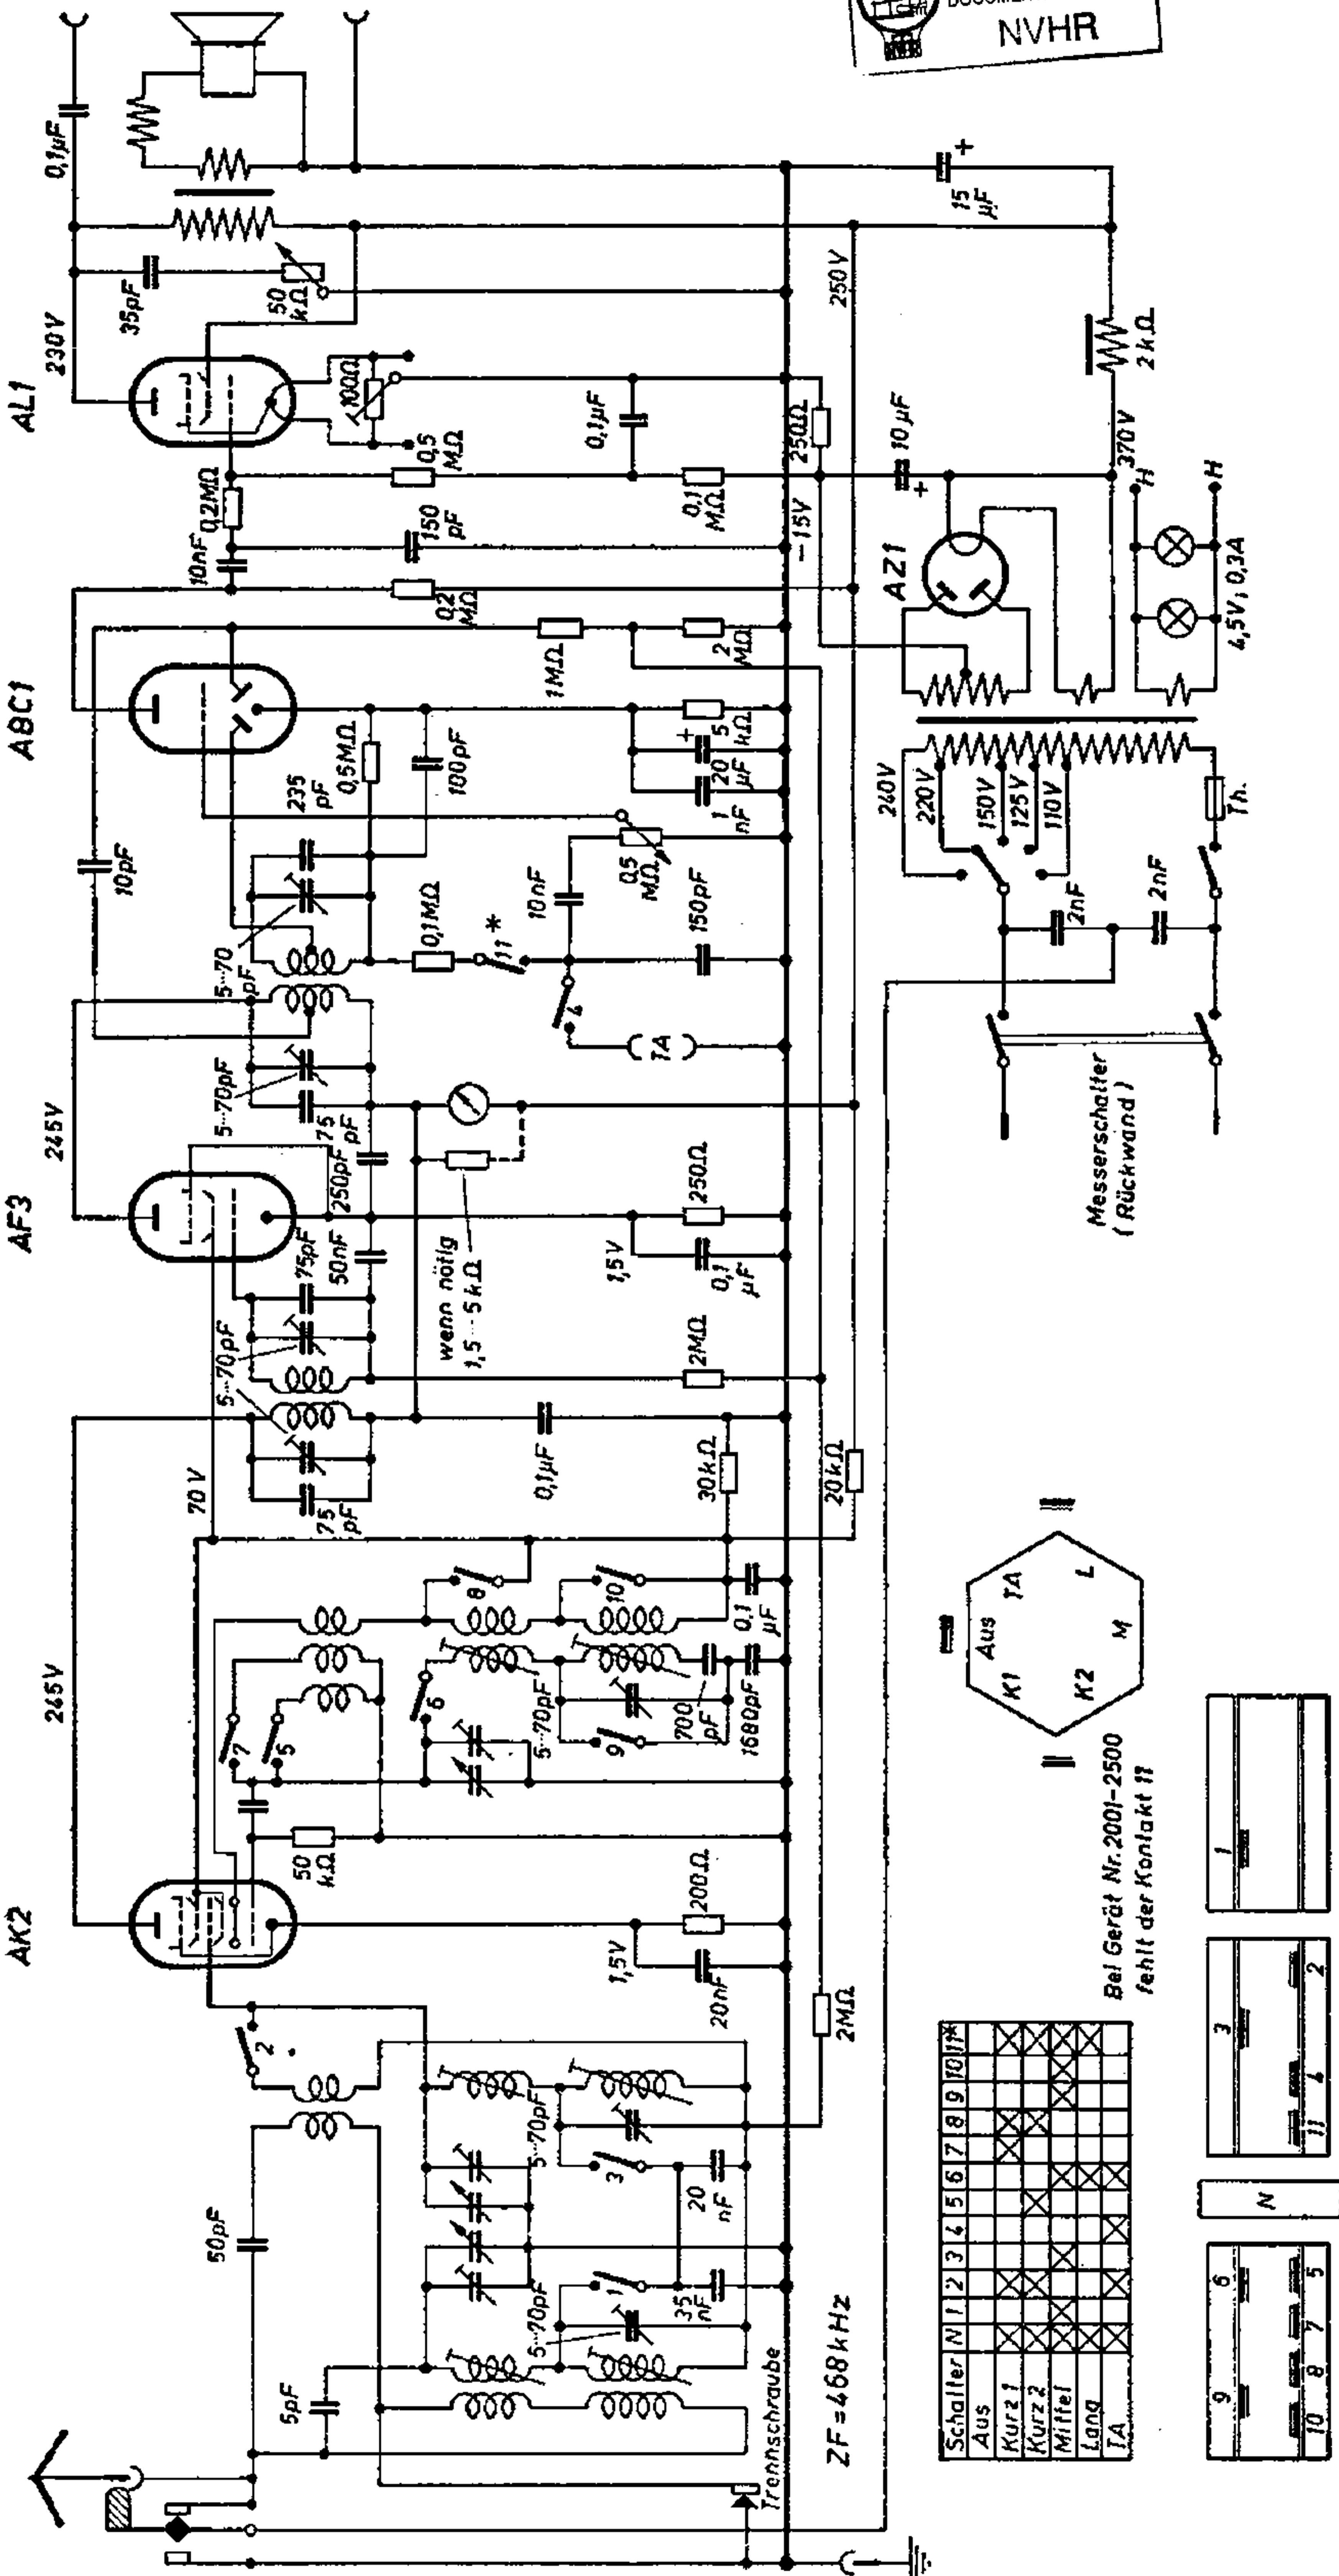 AK2
AF3
ABC1
AL1
DOCUMEN
NVHR
245V
245V
230V
0,1µF
35pF
50 kΩ
100Ω
0,2MΩ
10nF
150 pF
0,5 MΩ
0,1µF
0,1 MΩ
250Ω
10µF
+
15 µF
+
250V
-15V
2kΩ
370V
H
H
4,5V; 0,3A
AZ1
10pF
235 pF
0,5MΩ
100pF
0,2 MΩ
1MΩ
2 MΩ
5 kΩ
+
20 µF
1 nF
0,5 MΩ
10nF
150pF
0,1MΩ
11*
4
TA
5--70 pF
5--70pF
75 pF
250pF
75pF
50nF
5--70pF
wenn nötig
1,5--5kΩ
1,5V
250Ω
0,1 µF
2MΩ
70V
75 pF
0,1µF
30kΩ
20kΩ
8
10
0,1 µF
7
5
6
5--70pF
9
700 pF
1680pF
50 kΩ
1,5V
200Ω
20nF
2MΩ
2
50pF
5pF
5--70pF
5--70pF
3
20 nF
1
35 nF
Trennschraube
ZF=468kHz
240V
220V
150V
125V
110V
2nF
2nF
Th.
Messerschalter
(Rückwand)
Schalter N 1 2 3 4 5 6 7 8 9 10 11*
Aus
Kurz 1
Kurz 2
Mittel
Lang
TA
Bei Gerät Nr. 2001-2500
fehlt der Kontakt 11
Aus
TA
L
M
K2
K1
9 6
10 8 7 5
N
3
11 4 2
1